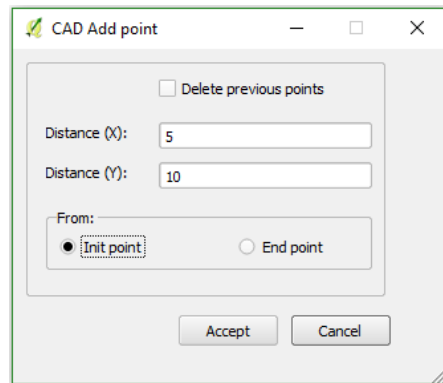 CAD Add point
Delete previous points
Distance (X): 5
Distance (Y): 10
From:
Init point End point
Accept Cancel